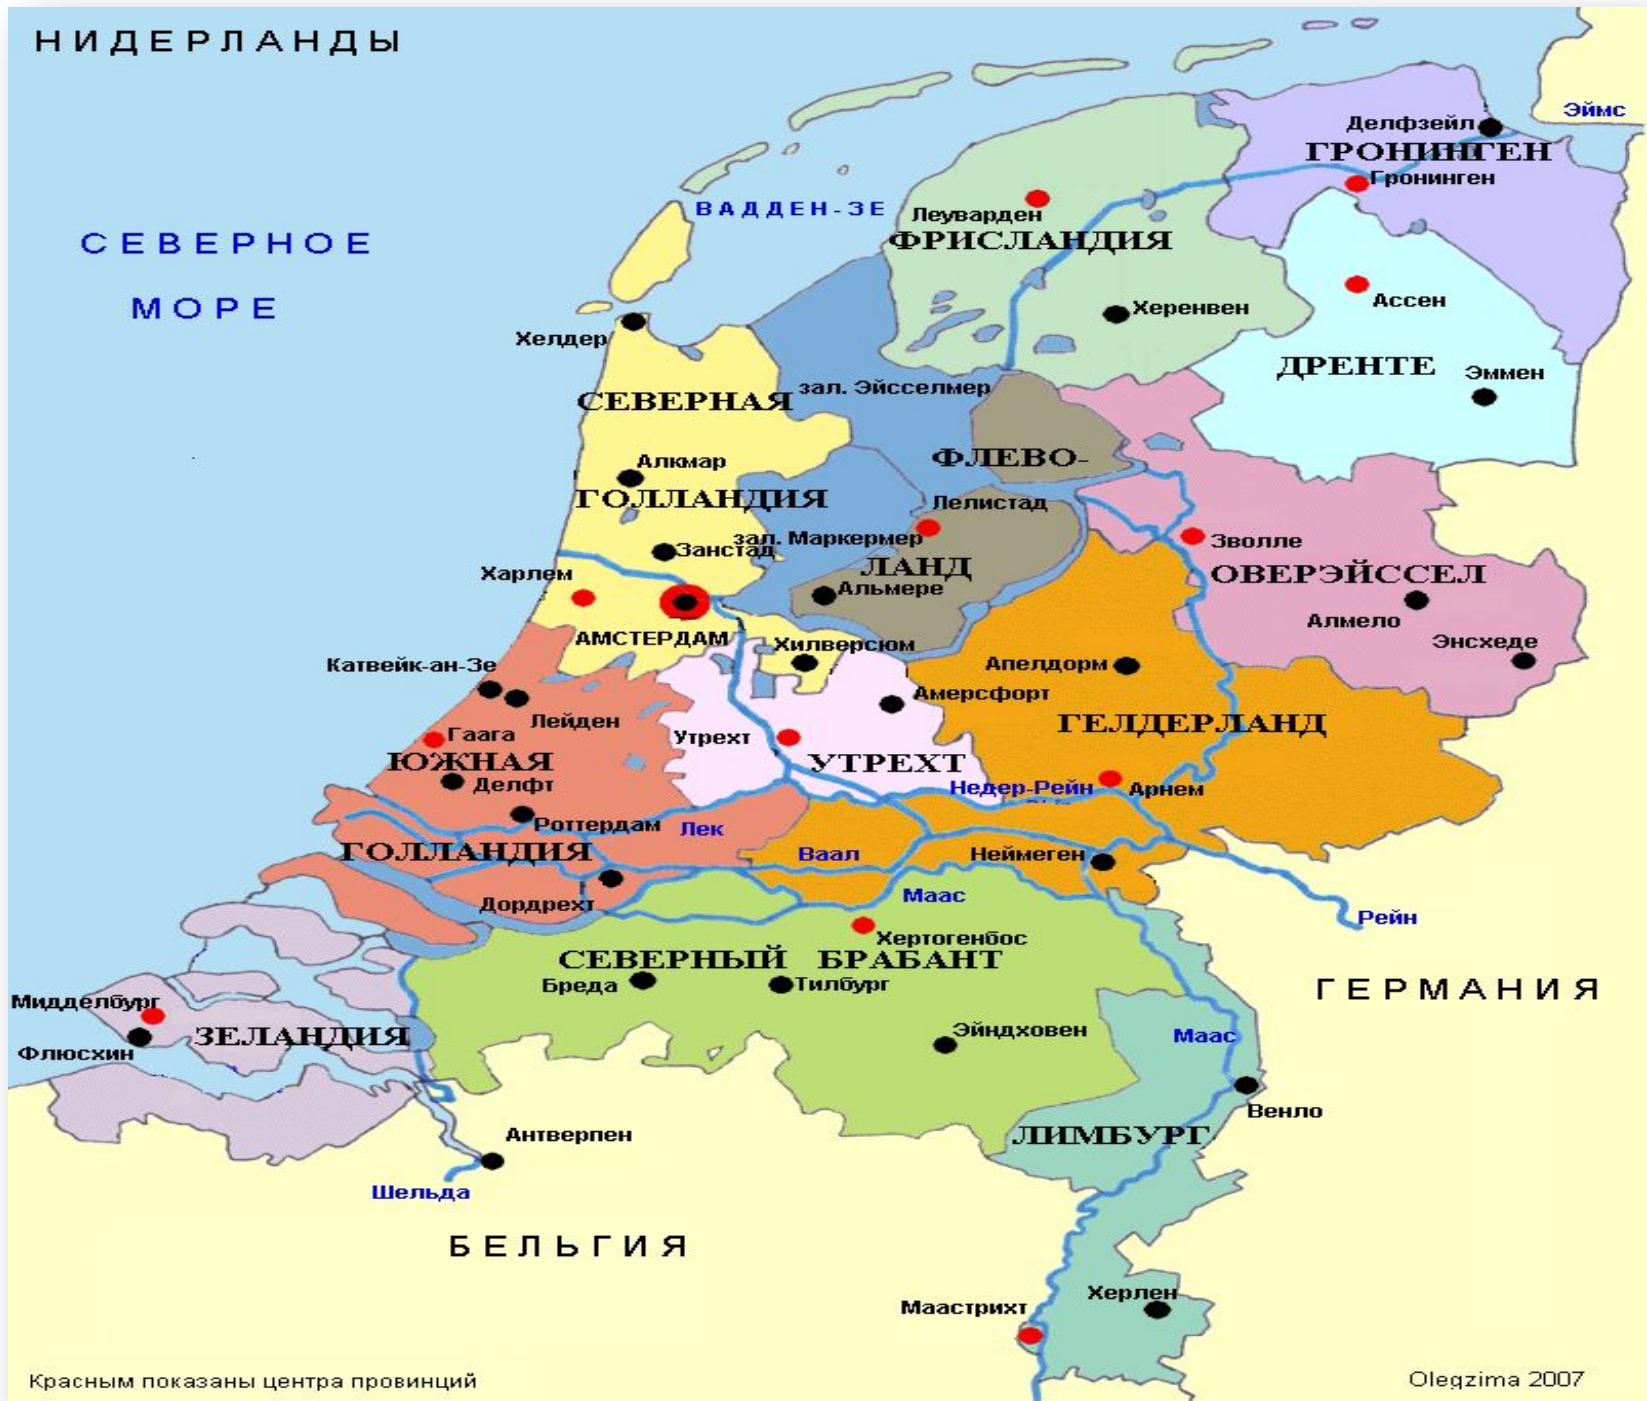 НИДЕРЛАНДЫ
Эймс
Делфзейл
ГРОНИНГЕН
Гронинген
ВАДДЕН-ЗЕ
Леуварден
ФРИСЛАНДИЯ
СЕВЕРНОЕ
МОРЕ
Ассен
Херенвен
Хелдер
ДРЕНТЕ
Эммен
зал. Эйсселмер
СЕВЕРНАЯ
ФЛЕВО-
Алкмар
ГОЛЛАНДИЯ
Лелистад
зал. Маркермер
Занстад
Зволле
Харлем
ЛАНД
ОВЕРЭЙССЕЛ
Альмере
Алмело
АМСТЕРДАМ
Хилверсюм
Энсхеде
Катвейк-ан-Зе
Апелдорм
Амерсфорт
Лейден
Гаага
Утрехт
ГЕЛДЕРЛАНД
ЮЖНАЯ
УТРЕХТ
Делфт
Недер-Рейн
Арнем
Роттердам
Лек
ГОЛЛАНДИЯ
Ваал
Неймеген
Дордрехт
Маас
Рейн
Хертогенбос
СЕВЕРНЫЙ БРАБАНТ
Бреда
Тилбург
ГЕРМАНИЯ
Мидделбург
ЗЕЛАНДИЯ
Флюсхин
Эйндховен
Маас
Венло
Антверпен
ЛИМБУРГ
Шельда
БЕЛЬГИЯ
Херлен
Маастрихт
Красным показаны центра провинций
Olegzima 2007